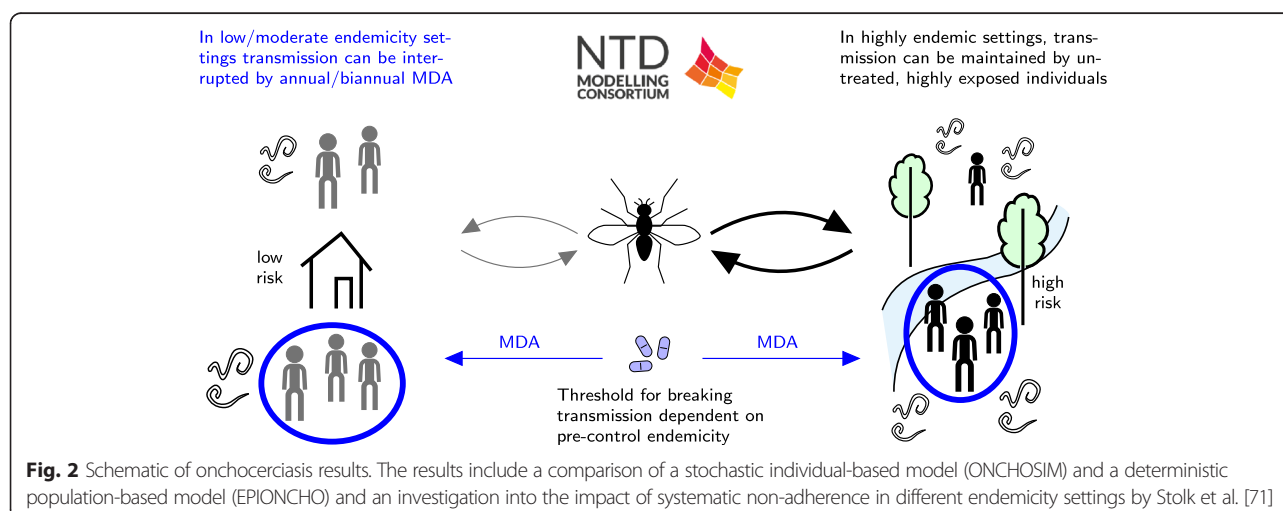 In low/moderate endemicity set-
tings transmission can be inter-
rupted by annual/biannual MDA
NTD
MODELLING
CONSORTIUM
In highly endemic settings, trans-
mission can be maintained by un-
treated, highly exposed individuals
low
risk
high
risk
MDA
MDA
Threshold for breaking
transmission dependent on
pre-control endemicity
Fig. 2 Schematic of onchocerciasis results. The results include a comparison of a stochastic individual-based model (ONCHOSIM) and a deterministic
population-based model (EPIONCHO) and an investigation into the impact of systematic non-adherence in different endemicity settings by Stolk et al. [71]